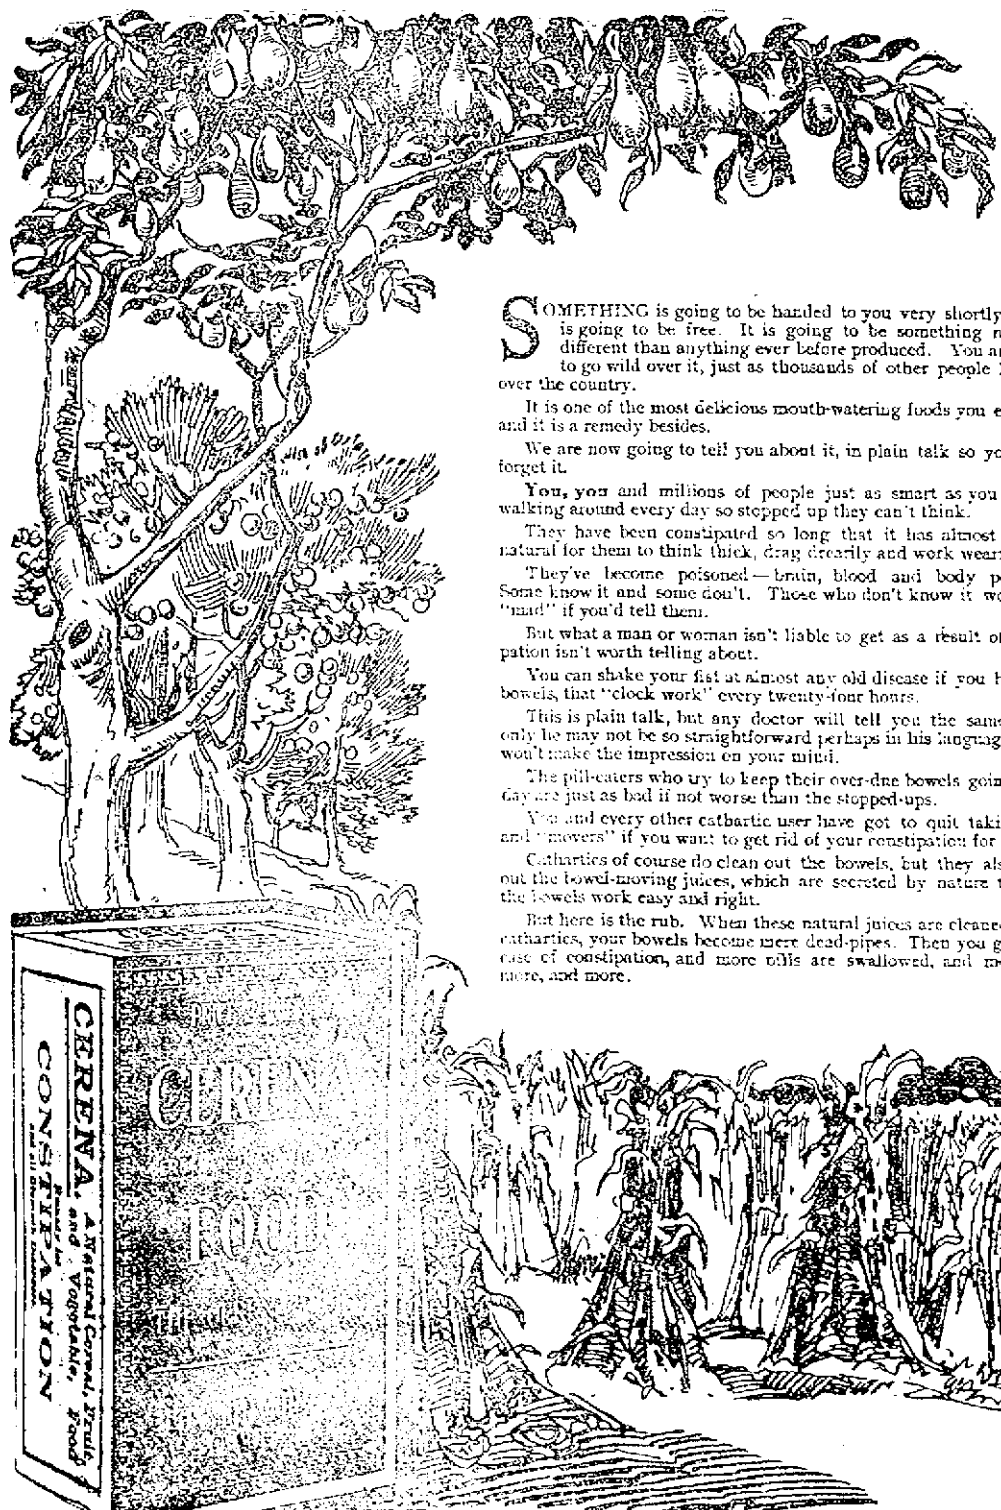 SOMETHING is going to be handed to you very shortly
is going to be free. It is going to be something
different than anything ever before produced. You
to go wild over it, just as thousands of other people
over the country.
It is one of the most delicious mouth-watering foods you
and it is a remedy besides.
We are now going to tell you about it, in plain talk so
forget it.
You, you and millions of people just as smart as you
walking around every day so stopped up they can't think.
They have been constipated so long that it has almost
natural for them to think thick, drag drearily and work
They've become poisoned—brain, blood and body
Some know it and some don't. Those who don't know it
"mad" if you'd tell them.
But what a man or woman isn't liable to get as a result
pation isn't worth telling about.
You can shake your fist at almost any old disease if you
bowels, that "clock work" every twenty-four hours.
This is plain talk, but any doctor will tell you the
only he may not be so straightforward perhaps in his
won't make the impression on your mind.
The pill-eaters who try to keep their over-due bowels
day are just as bad if not worse than the stopped-ups.
You and every other cathartic user have got to quit
and "movers" if you want to get rid of your constipation for
Cathartics of course do clean out the bowels, but they
out the bowel-moving juices, which are secreted by nature
the bowels work easy and right.
But here is the rub. When these natural juices are
cathartics, your bowels become mere dead-pipes. Then you
case of constipation, and more pills are swallowed, and
more, and more.
CERENA
FOOD
CERENA. A Natural Cereal, Fruit,
and Vegetable, Food
CONSTIPATION